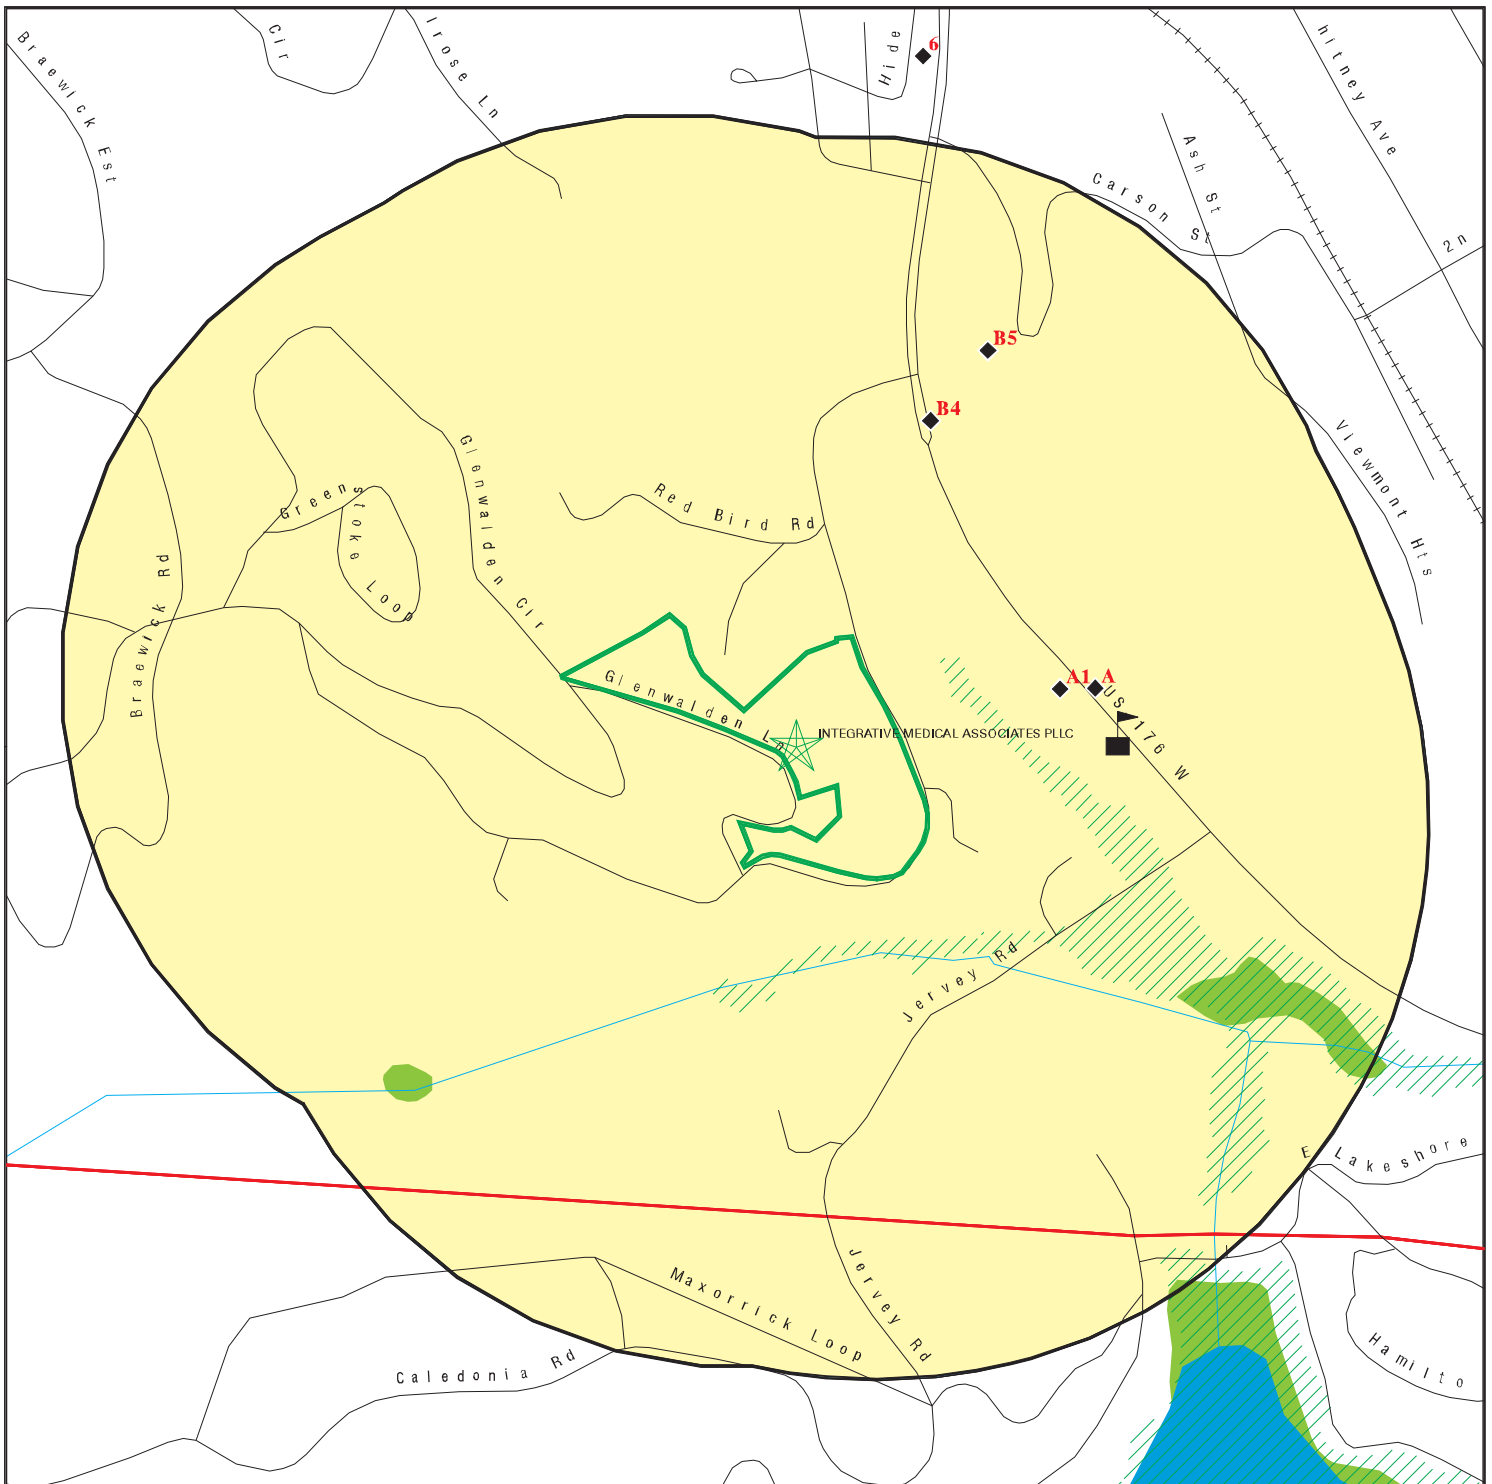 Braewick Est
Cir
lrose Ln
Hide
6
hitney Ave
Ash St
Carson St
2n
B5
B4
Viewmont Hts
Glenwalden Cir
Greenstoke Loop
Red Bird Rd
Braewick Rd
A1
A
US 176 W
Glenwalden Ln
INTEGRATIVE MEDICAL ASSOCIATES PLLC
Jervey Rd
E Lakeshore
Jervey Rd
Maxorrick Loop
Caledonia Rd
Hamilto